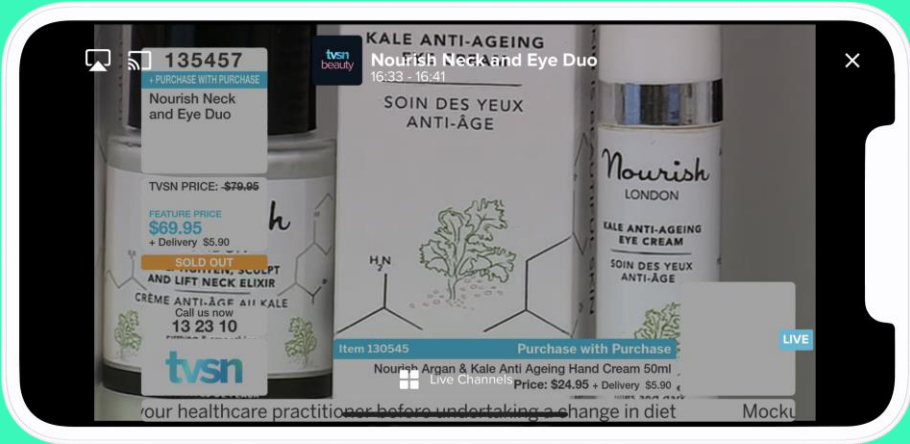 135457
+ PURCHASE WITH PURCHASE
Nourish Neck
and Eye Duo
TVSN PRICE: $79.95
FEATURE PRICE
$69.95
+ Delivery $5.90
SOLD OUT
SCULPT
AND LIFT NECK ELIXIR
CRÈME ANTI-ÂGE AU KALE
Call us now
13 23 10
tvsn
tvsn
beauty
Nourish Neck and Eye Duo
16:33 - 16:41
KALE ANTI-AGEING
SOIN DES YEUX
ANTI-ÂGE
H₂N
Nourish
LONDON
KALE ANTI-AGEING
EYE CREAM
SOIN DES YEUX
ANTI-ÂGE
LIVE
Item 130545 Purchase with Purchase
Nourish Argan & Kale Anti Ageing Hand Cream 50ml
Live Channels
Price: $24.95 + Delivery $5.90
your healthcare practitioner before undertaking a change in diet